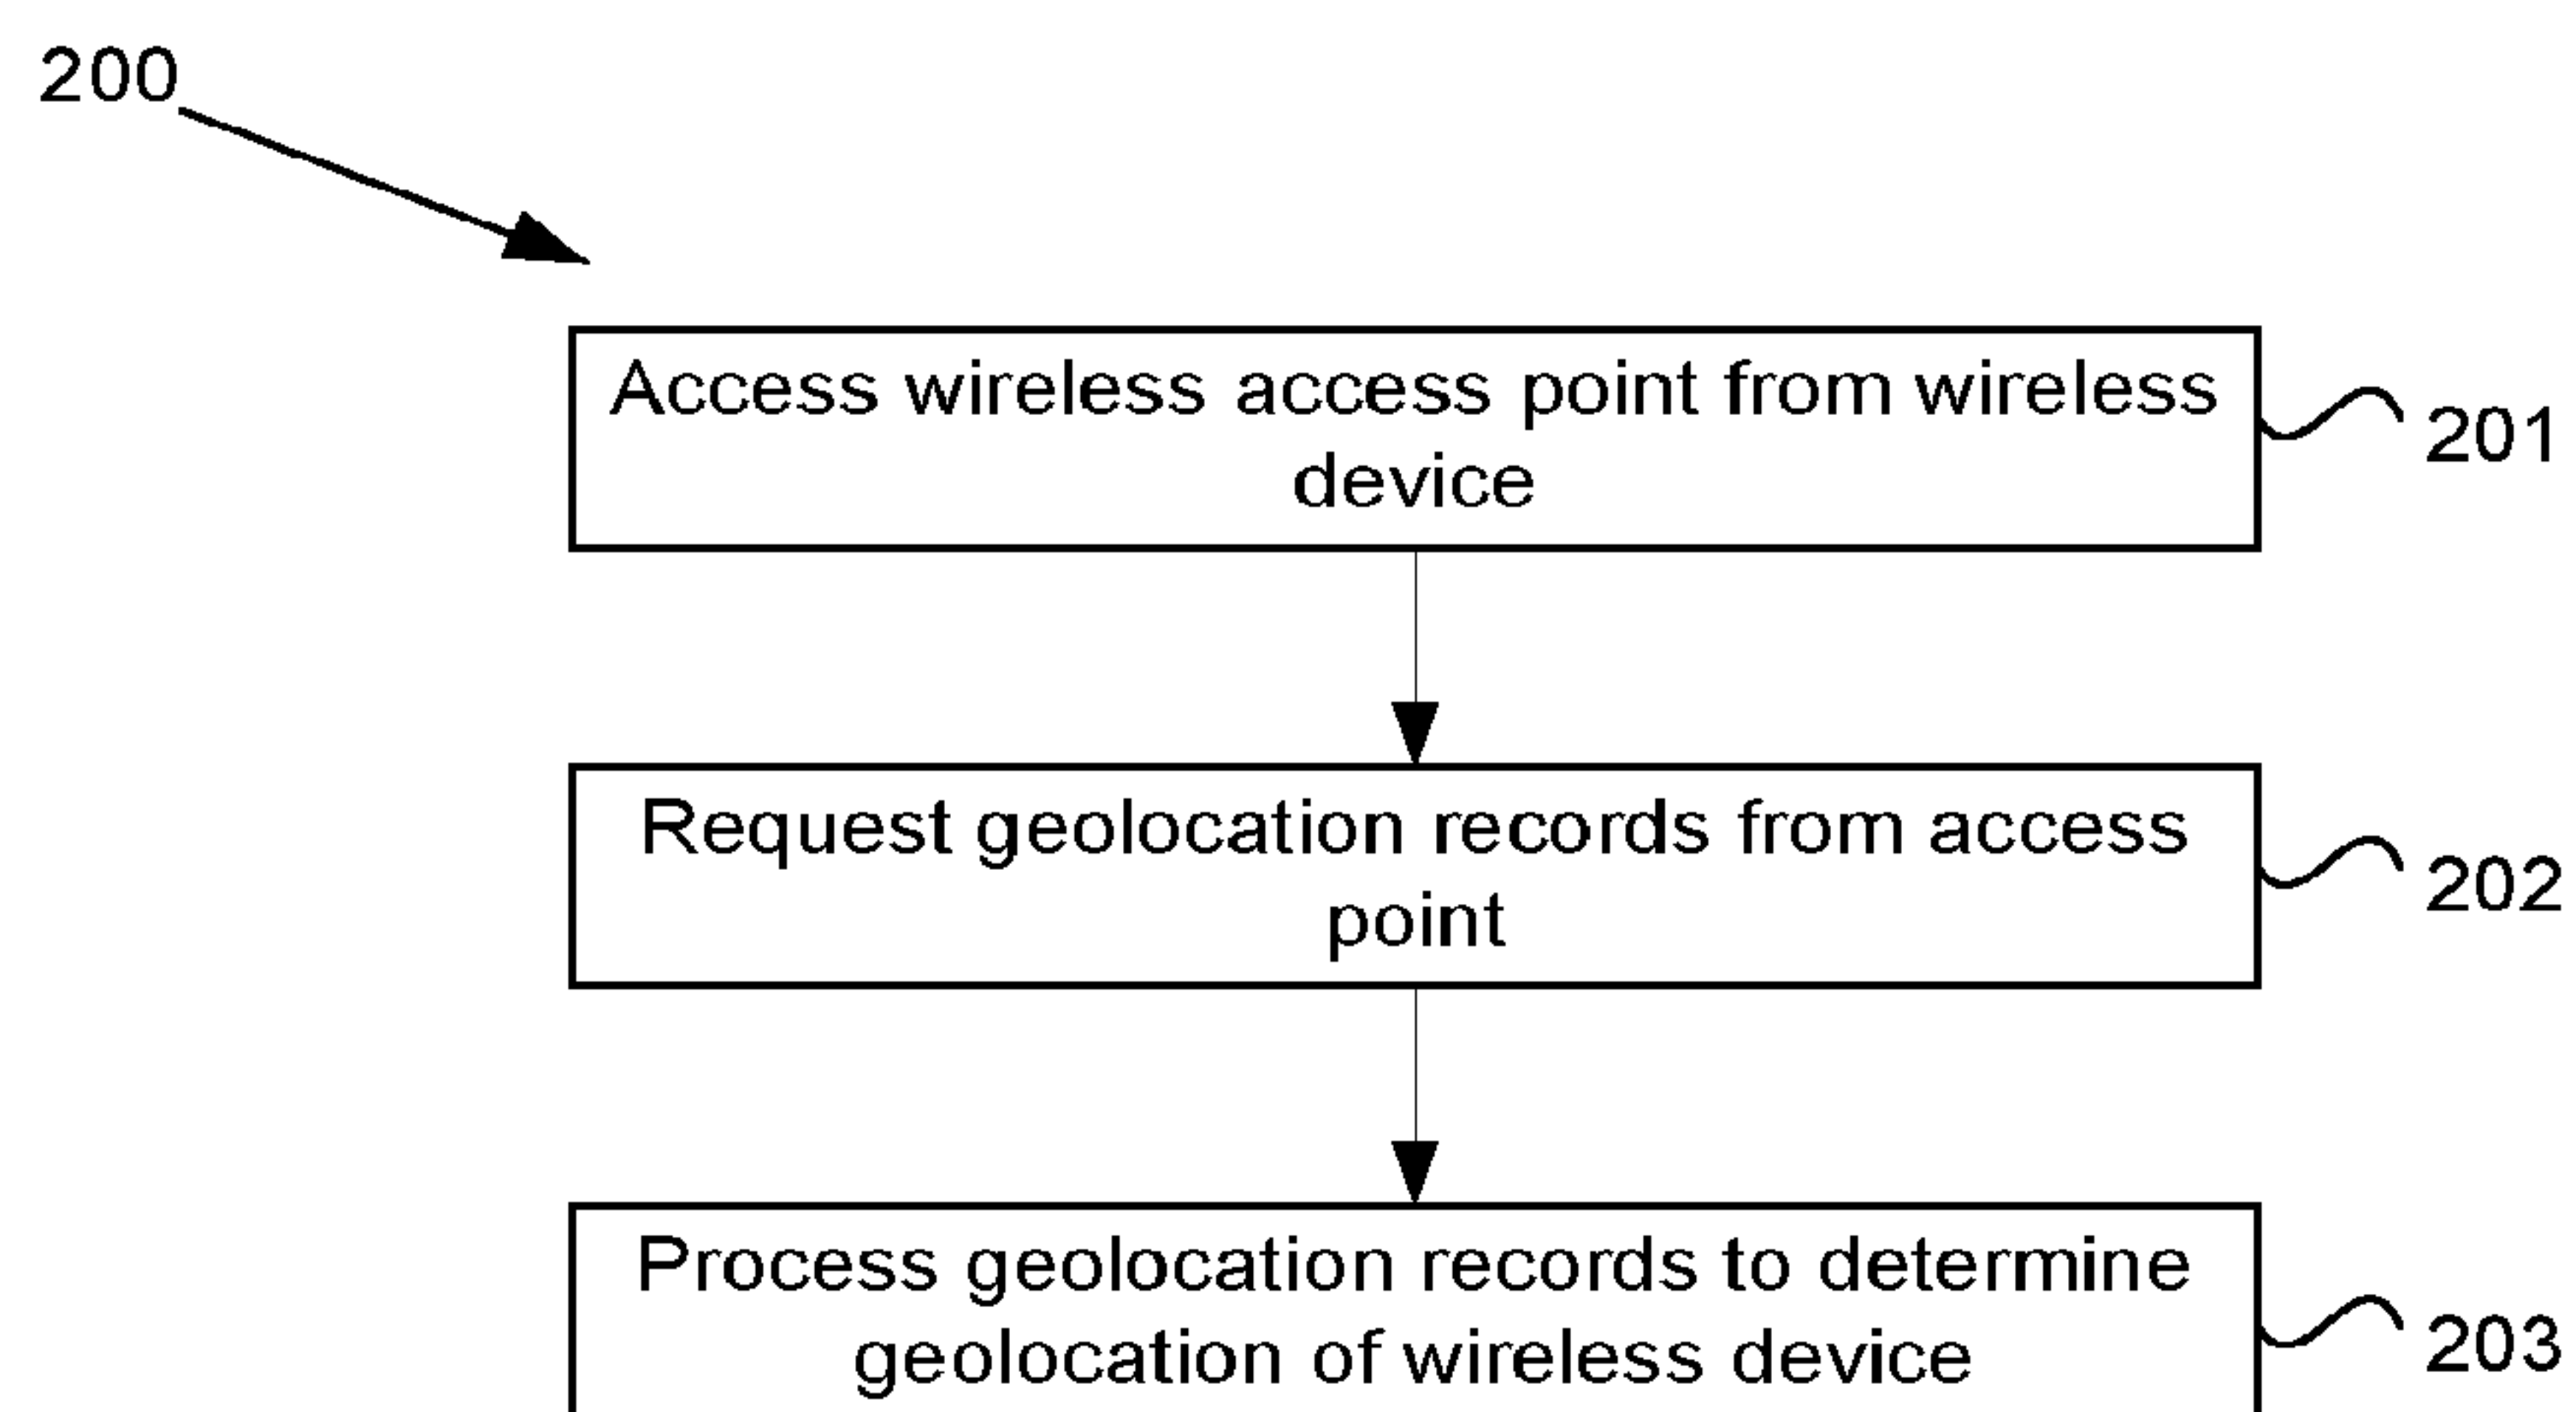 200
Access wireless access point from wireless
device
201
Request geolocation records from access
point
202
Process geolocation records to determine
geolocation of wireless device
203